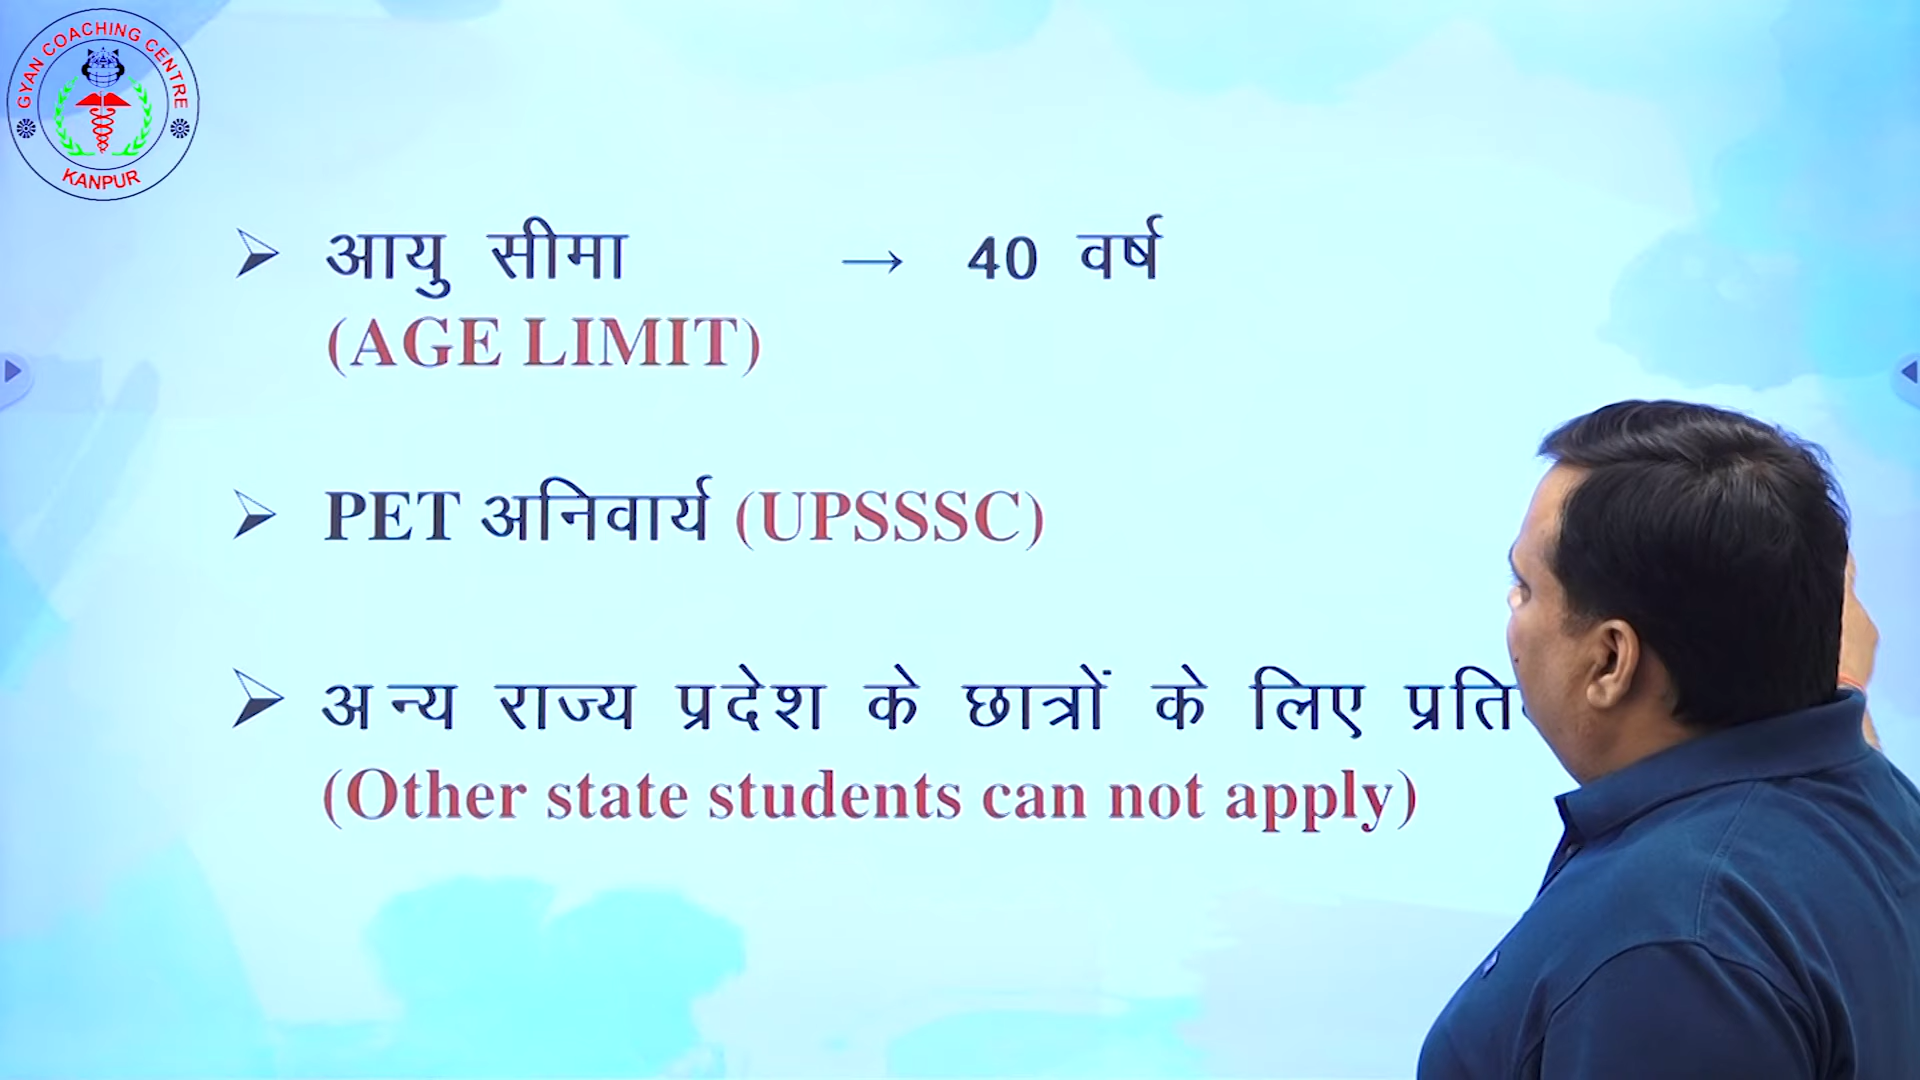 GYAN COACHING CENTRE
KANPUR
आयु सीमा → 40 वर्ष
(AGE LIMIT)
PET अनिवार्य (UPSSSC)
अन्य राज्य प्रदेश के छात्रों के लिए
(Other state students can not apply)